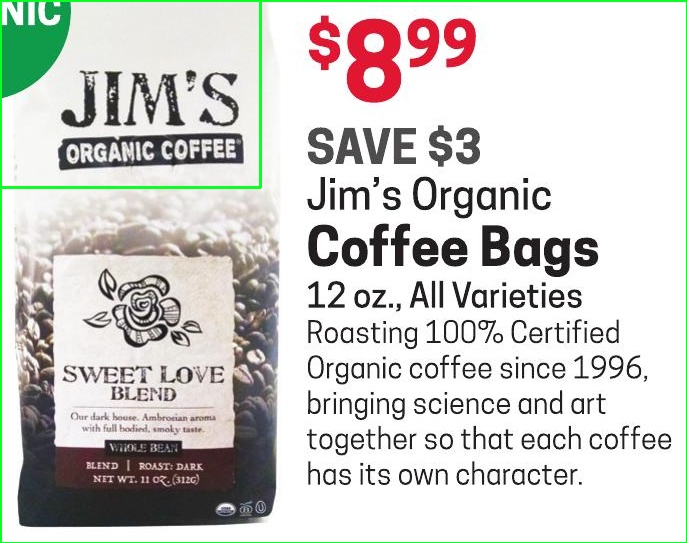 NIC
JIM'S
ORGANIC COFFEE
SWEET LOVE
BLEND
Our dark house. Ambrosian aroma
with full bodied, smoky taste.
WHOLE BEAN
BLEND | ROAST: DARK
NET WT. 11 OZ. (312G)
$8.99
SAVE $3
Jim's Organic
Coffee Bags
12 oz., All Varieties
Roasting 100% Certified
Organic coffee since 1996,
bringing science and art
together so that each coffee
has its own character.